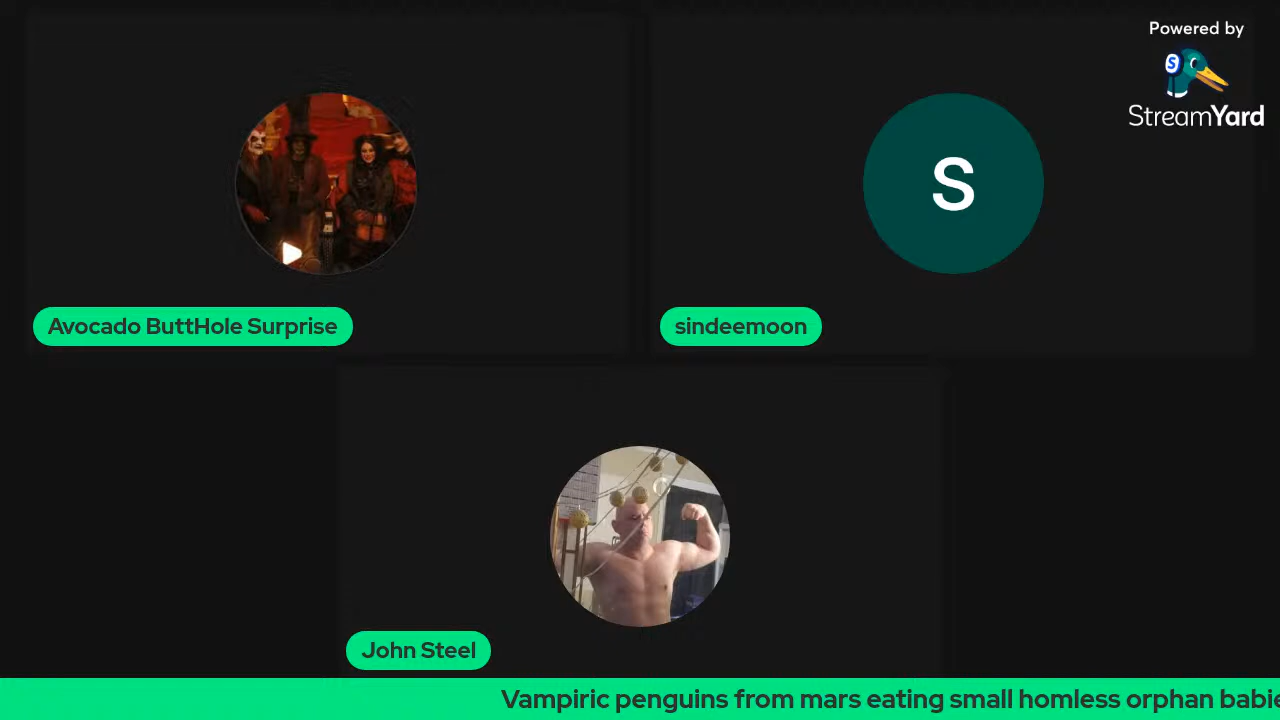 Powered by
S
StreamYard
S
Avocado ButtHole Surprise
sindeemoon
John Steel
Vampiric penguins from mars eating small homless orphan babie